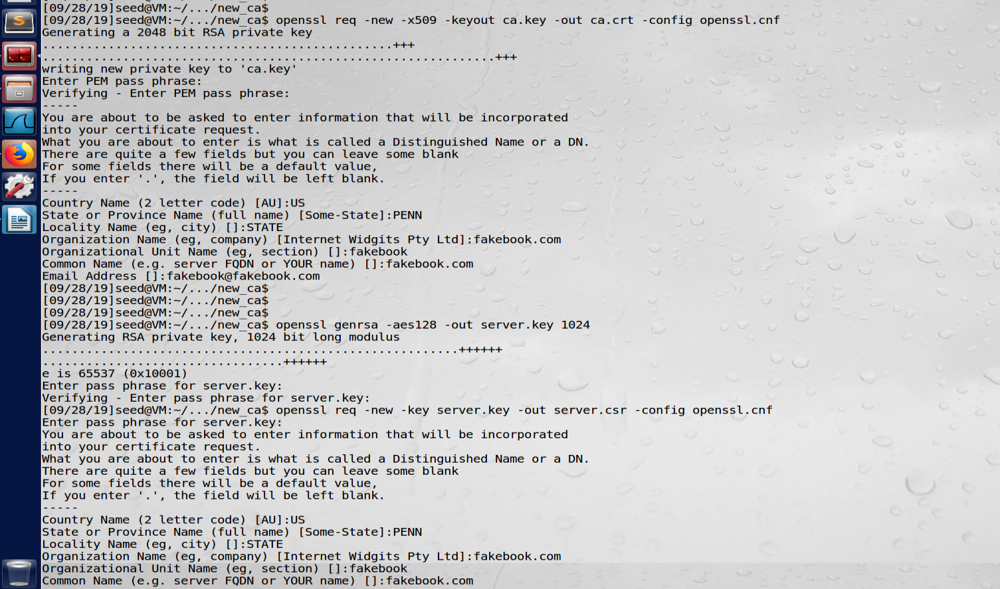 [09/28/19]seed@VM:~/.../new_ca$
[09/28/19]seed@VM:~/.../new_ca$ openssl req -new -x509 -keyout ca.key -out ca.crt -config openssl.cnf
Generating a 2048 bit RSA private key
................................................+++
..............................................................+++
writing new private key to 'ca.key'
Enter PEM pass phrase:
Verifying - Enter PEM pass phrase:
-----
You are about to be asked to enter information that will be incorporated
into your certificate request.
What you are about to enter is what is called a Distinguished Name or a DN.
There are quite a few fields but you can leave some blank
For some fields there will be a default value,
If you enter '.', the field will be left blank.
-----
Country Name (2 letter code) [AU]:US
State or Province Name (full name) [Some-State]:PENN
Locality Name (eg, city) []:STATE
Organization Name (eg, company) [Internet Widgits Pty Ltd]:fakebook.com
Organizational Unit Name (eg, section) []:fakebook
Common Name (e.g. server FQDN or YOUR name) []:fakebook.com
Email Address []:fakebook@fakebook.com
[09/28/19]seed@VM:~/.../new_ca$
[09/28/19]seed@VM:~/.../new_ca$
[09/28/19]seed@VM:~/.../new_ca$
[09/28/19]seed@VM:~/.../new_ca$ openssl genrsa -aes128 -out server.key 1024
Generating RSA private key, 1024 bit long modulus
.........................................................++++++
.................................++++++
e is 65537 (0x10001)
Enter pass phrase for server.key:
Verifying - Enter pass phrase for server.key:
[09/28/19]seed@VM:~/.../new_ca$ openssl req -new -key server.key -out server.csr -config openssl.cnf
Enter pass phrase for server.key:
You are about to be asked to enter information that will be incorporated
into your certificate request.
What you are about to enter is what is called a Distinguished Name or a DN.
There are quite a few fields but you can leave some blank
For some fields there will be a default value,
If you enter '.', the field will be left blank.
-----
Country Name (2 letter code) [AU]:US
State or Province Name (full name) [Some-State]:PENN
Locality Name (eg, city) []:STATE
Organization Name (eg, company) [Internet Widgits Pty Ltd]:fakebook.com
Organizational Unit Name (eg, section) []:fakebook
Common Name (e.g. server FQDN or YOUR name) []:fakebook.com